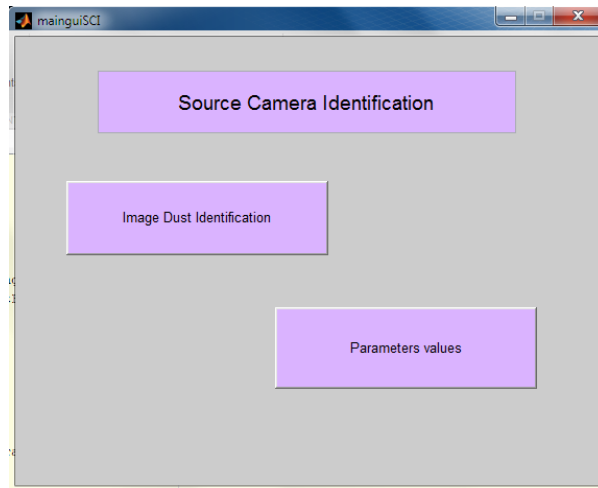 mainguiSCI
Source Camera Identification
Image Dust Identification
Parameters values